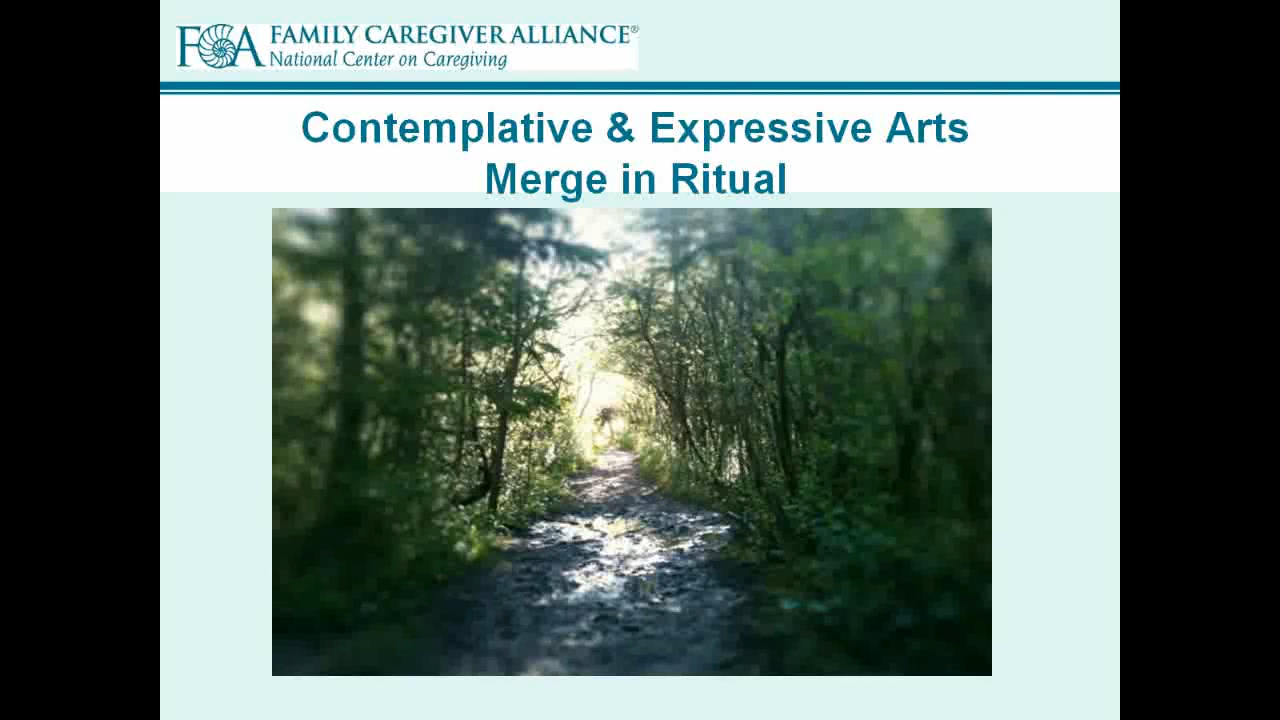 FCA FAMILY CAREGIVER ALLIANCE®
National Center on Caregiving
Contemplative & Expressive Arts
Merge in Ritual